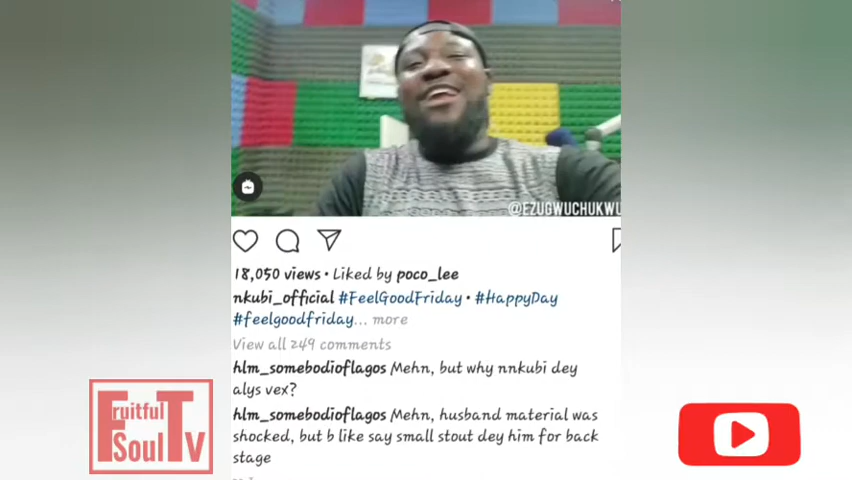 @EZUGWUCHUKWU
18,050 views • Liked by poco_lee
nkubi_official #FeelGoodFriday • #HappyDay
#feelgoodfriday... more
View all 249 comments
hlm_somebodioflagos Mehn, but why nnkubi dey
alys vex?
hlm_somebodioflagos Mehn, husband material was
shocked, but b like say small stout dey him for back
stage
Fruitful
Soul TV